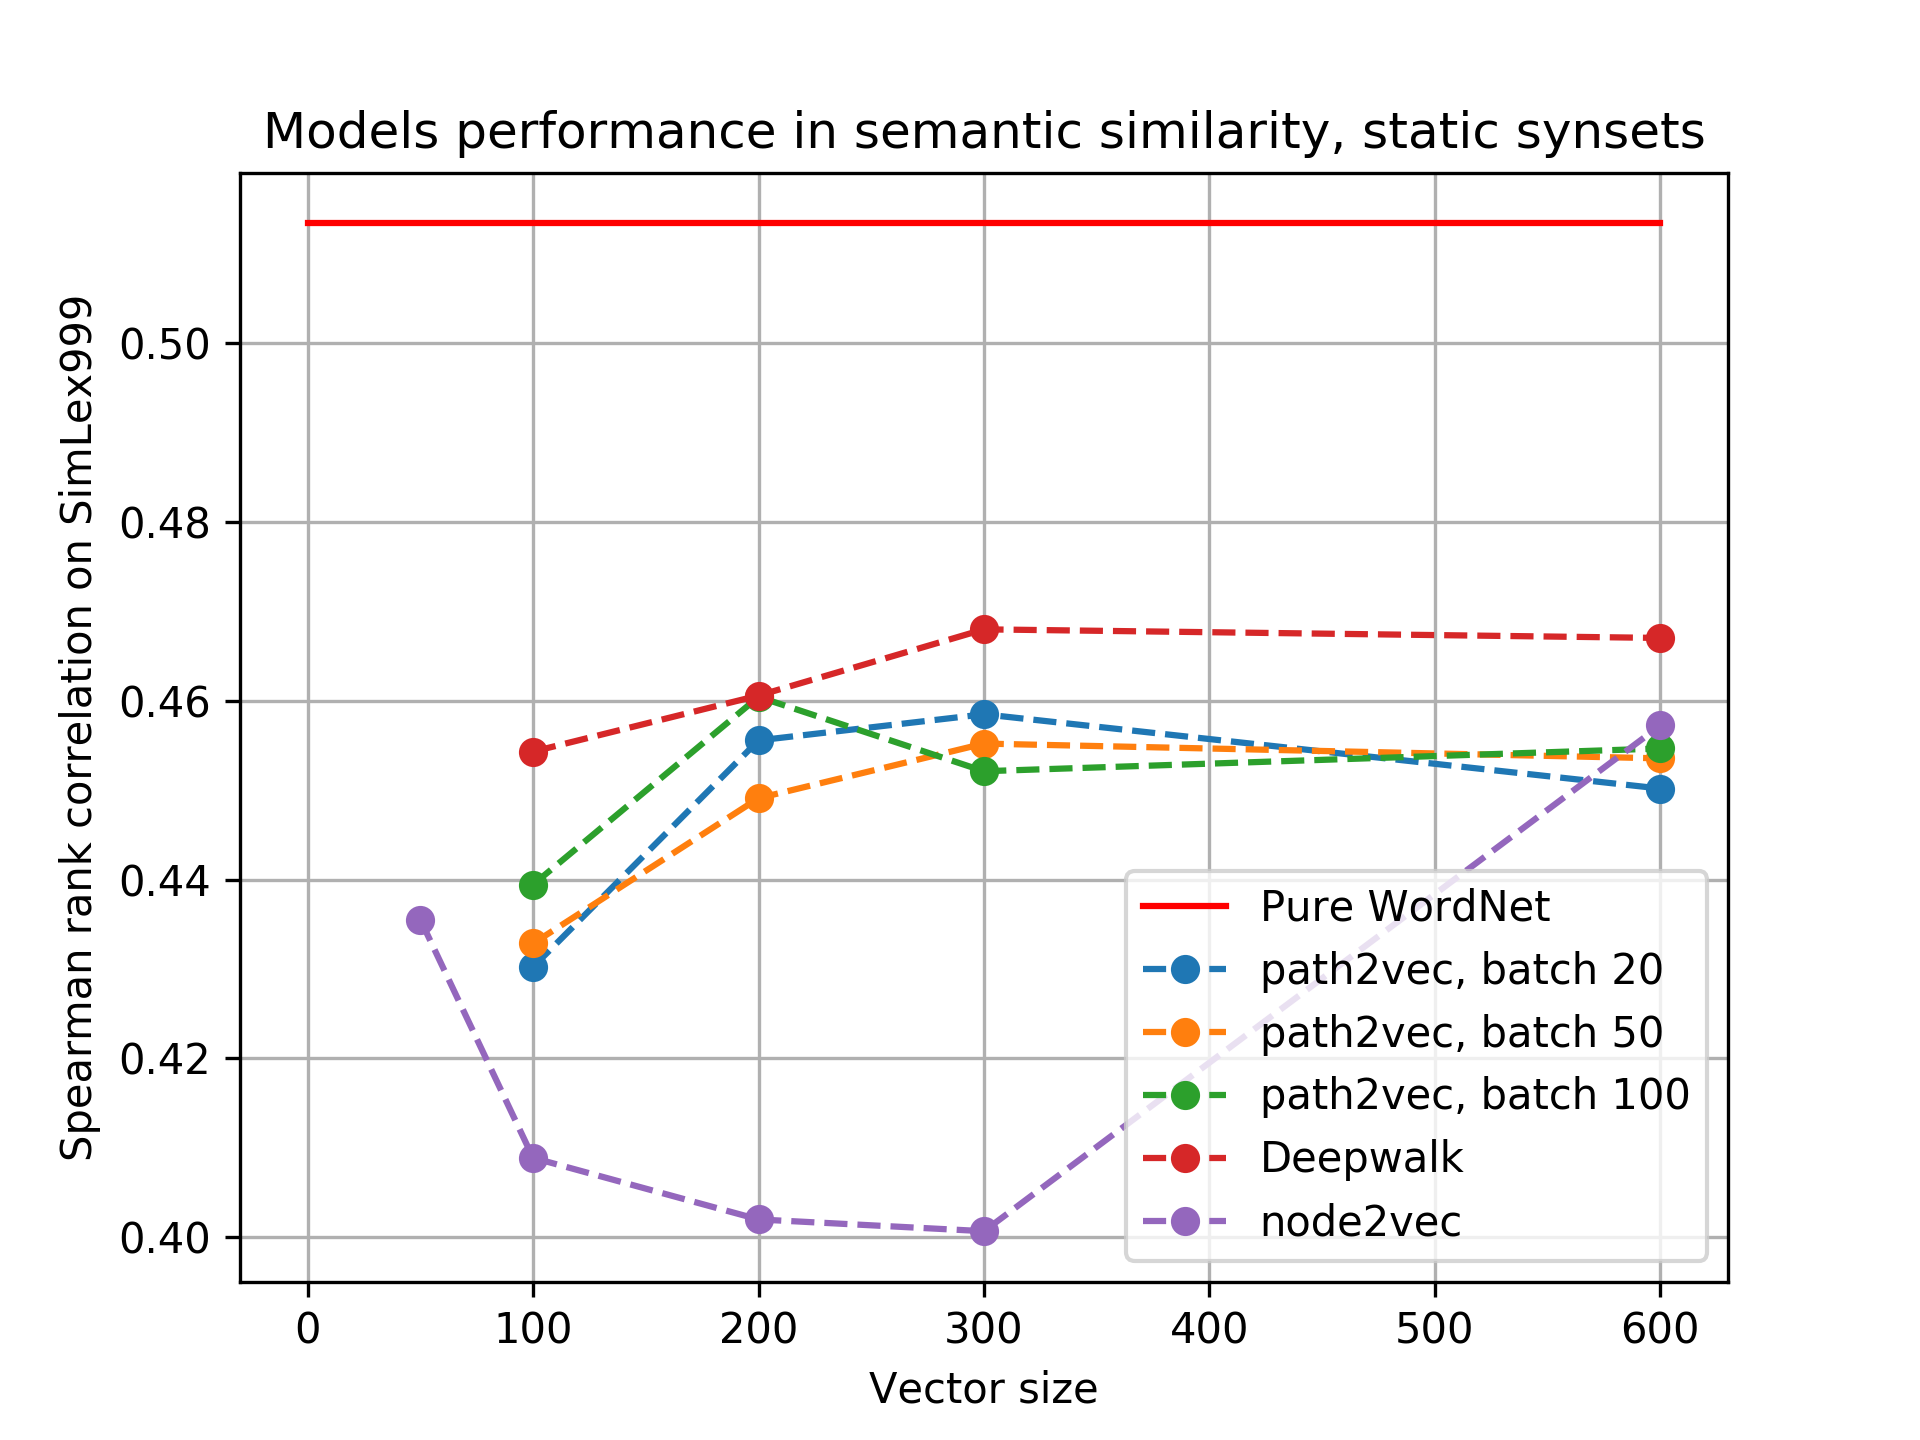 Models performance in semantic similarity, static synsets
Spearman rank correlation on SimLex999
0.50
0.48
0.46
0.44
0.42
0.40
Pure WordNet
path2vec, batch 20
path2vec, batch 50
path2vec, batch 100
Deepwalk
node2vec
0 100 200 300 400 500 600
Vector size